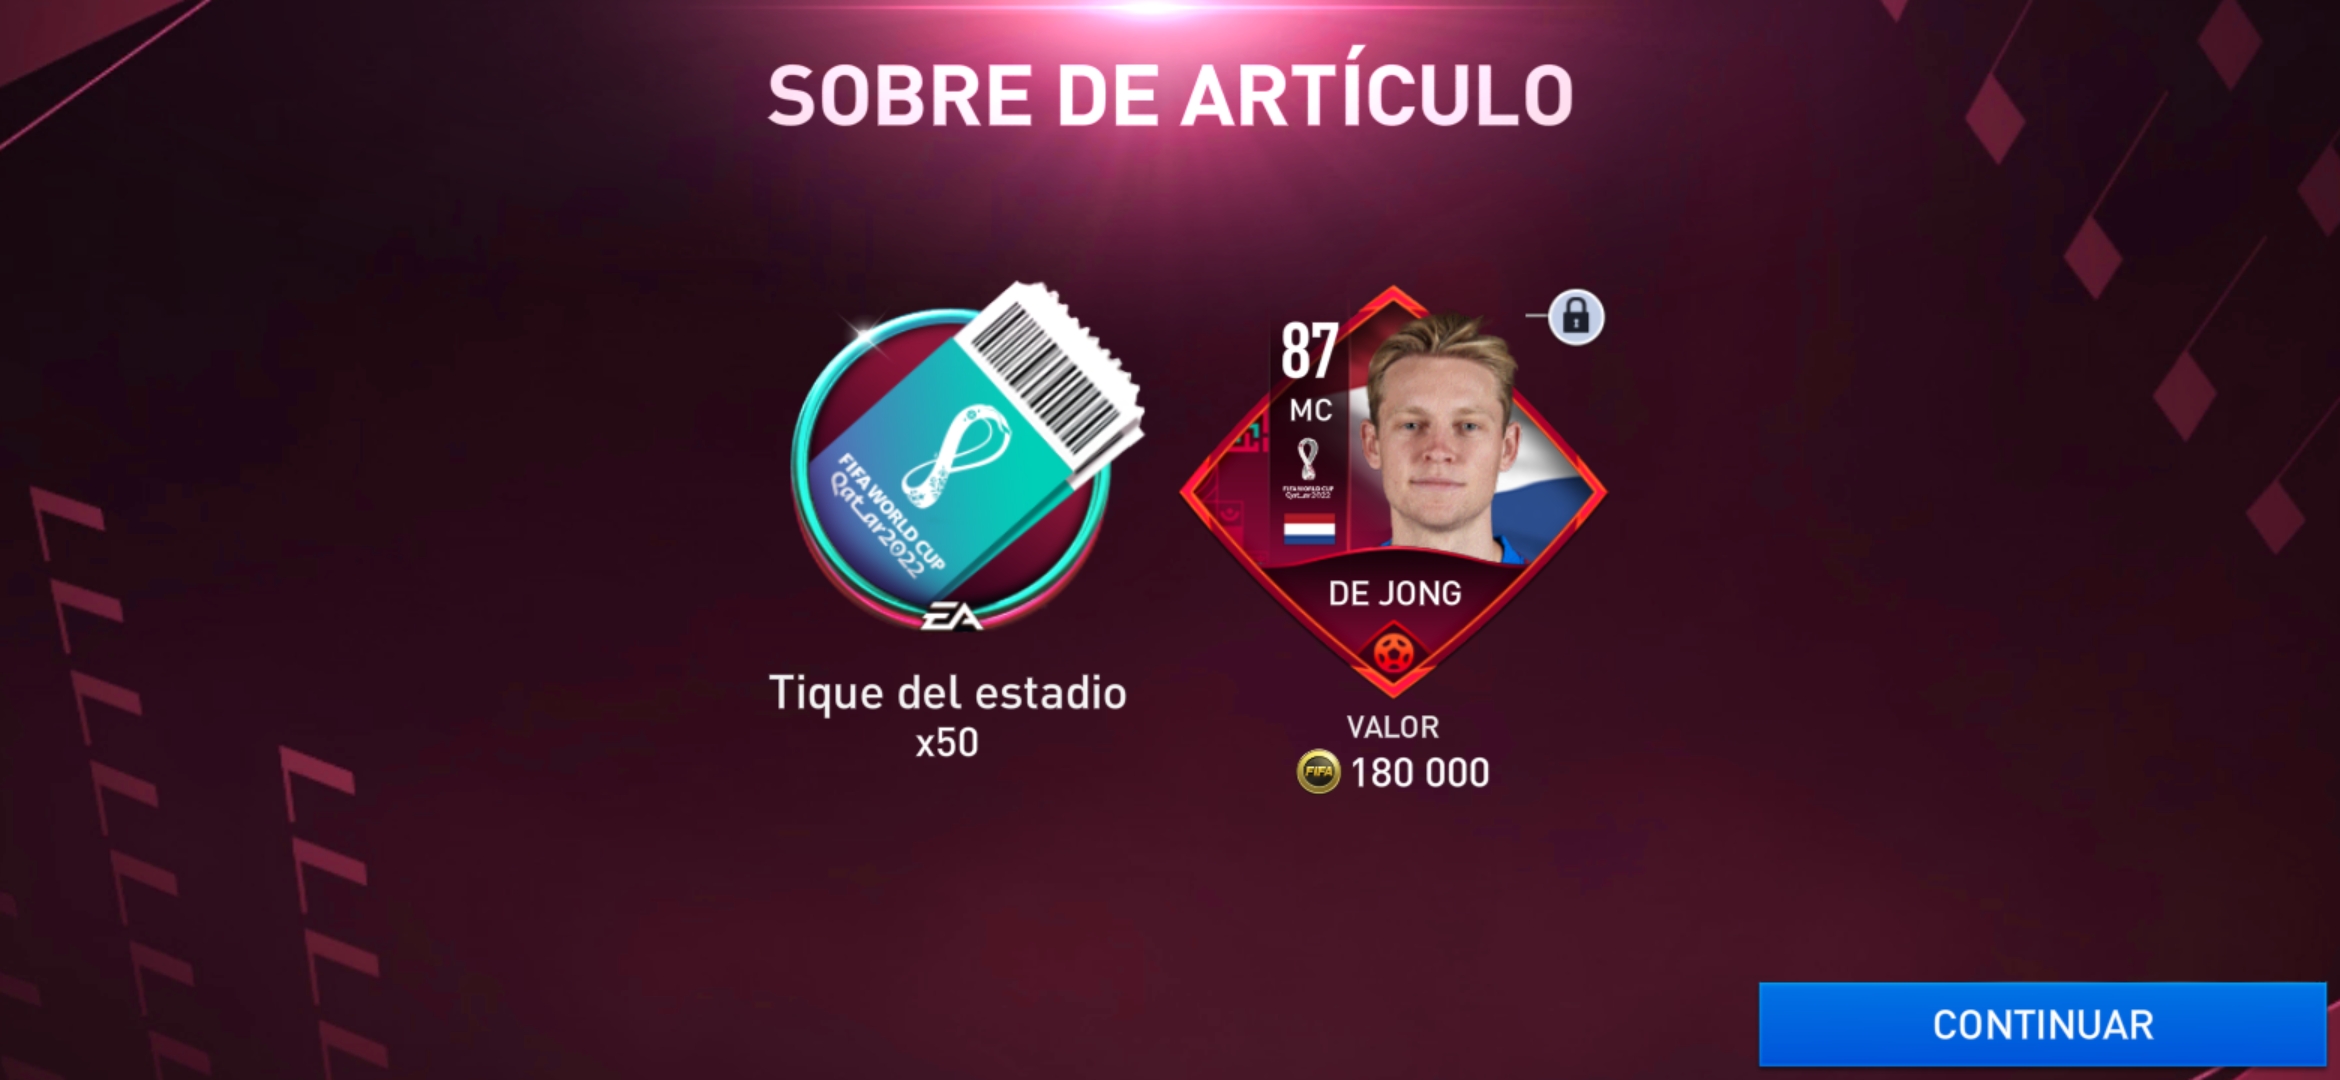 SOBRE DE ARTÍCULO
FIFA WORLD CUP
Qatar2022
EA
Tique del estadio
x50
87
MC
FIFA WORLD CUP
Qatar2022
DE JONG
VALOR
FIFA 180 000
CONTINUAR